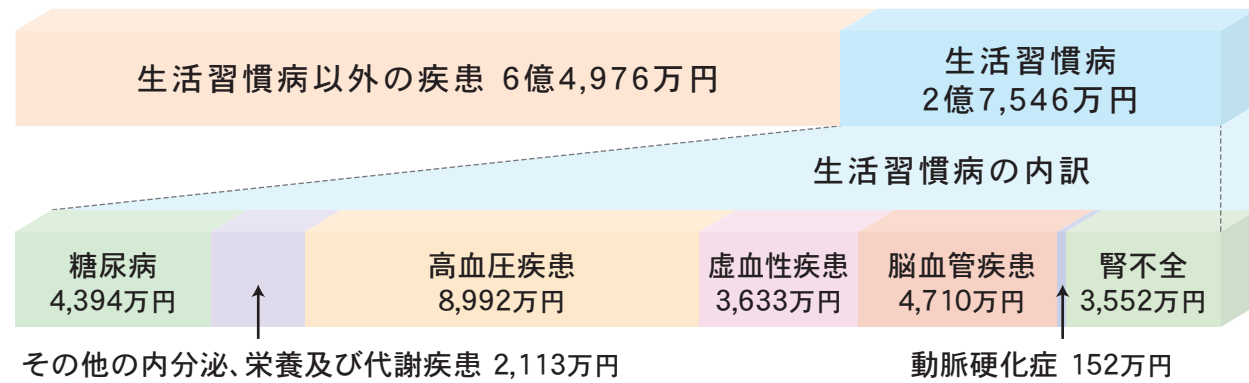 生活習慣病以外の疾患 6億4,976万円
生活習慣病
2億7,546万円
生活習慣病の内訳
糖尿病
4,394万円
高血圧疾患
8,992万円
虚血性疾患
3,633万円
脳血管疾患
4,710万円
腎不全
3,552万円
その他の内分泌、栄養及び代謝疾患 2,113万円
動脈硬化症 152万円